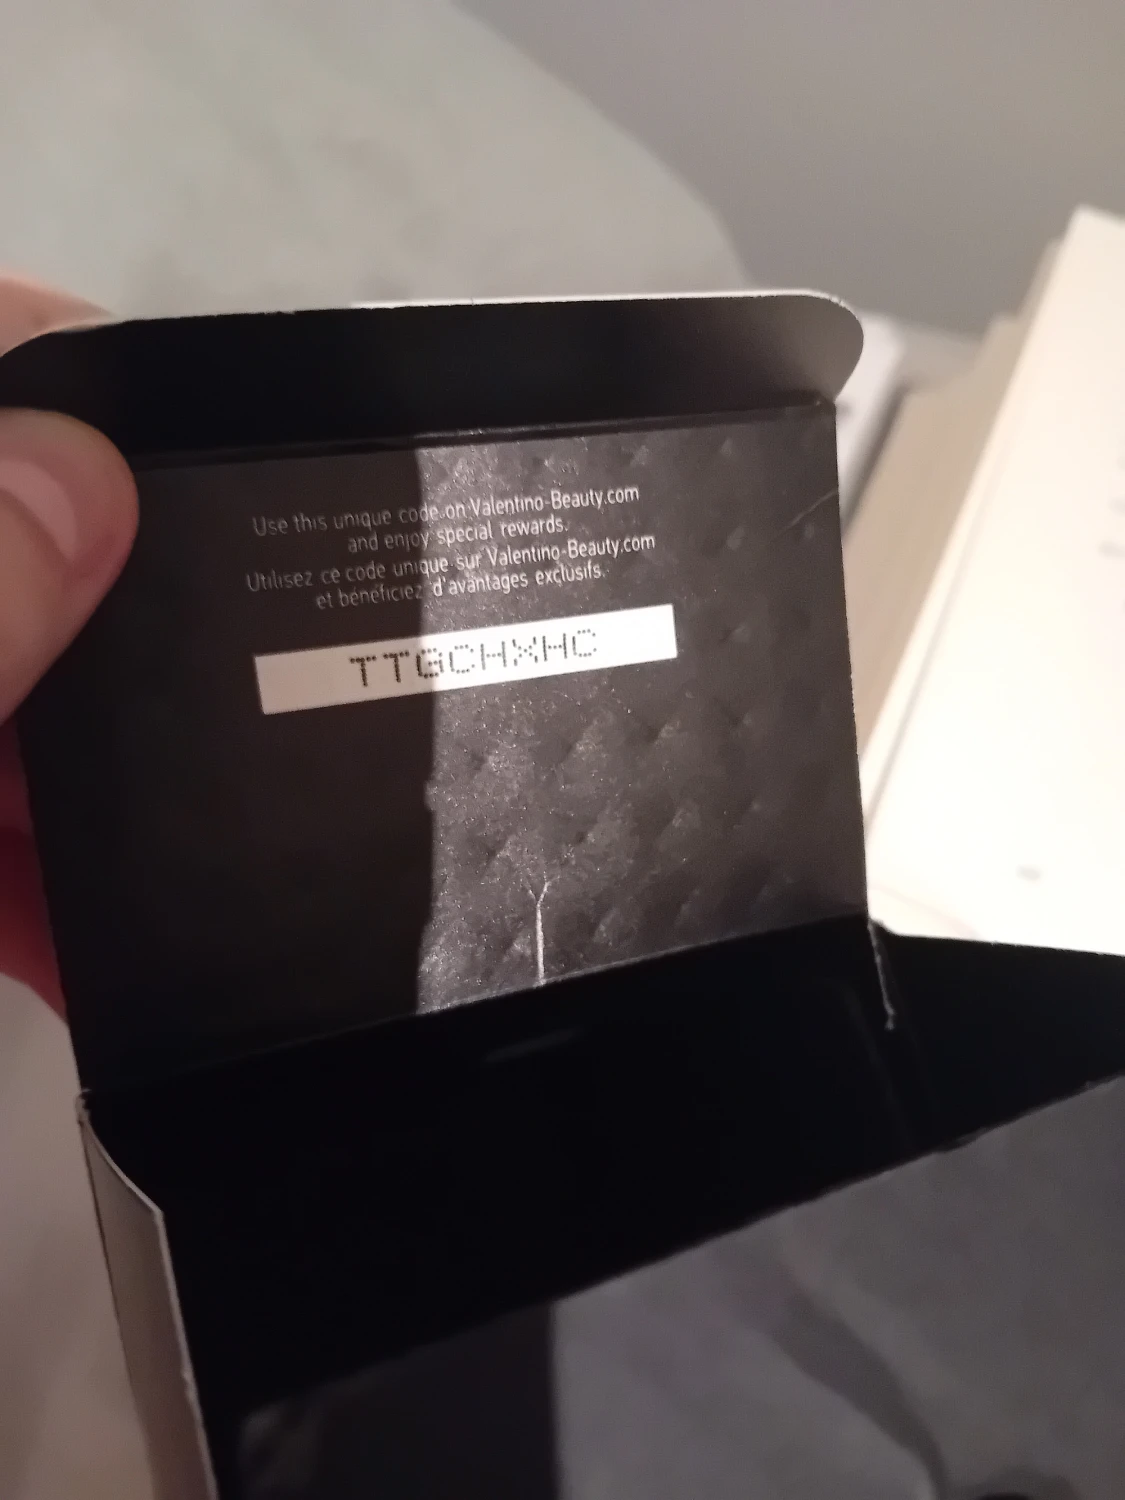 Use this unique code on Valentino-Beauty.com
and enjoy special rewards.
Utilisez ce code unique sur Valentino-Beauty.com
et bénéficiez d'avantages exclusifs.
TTGCHXHC